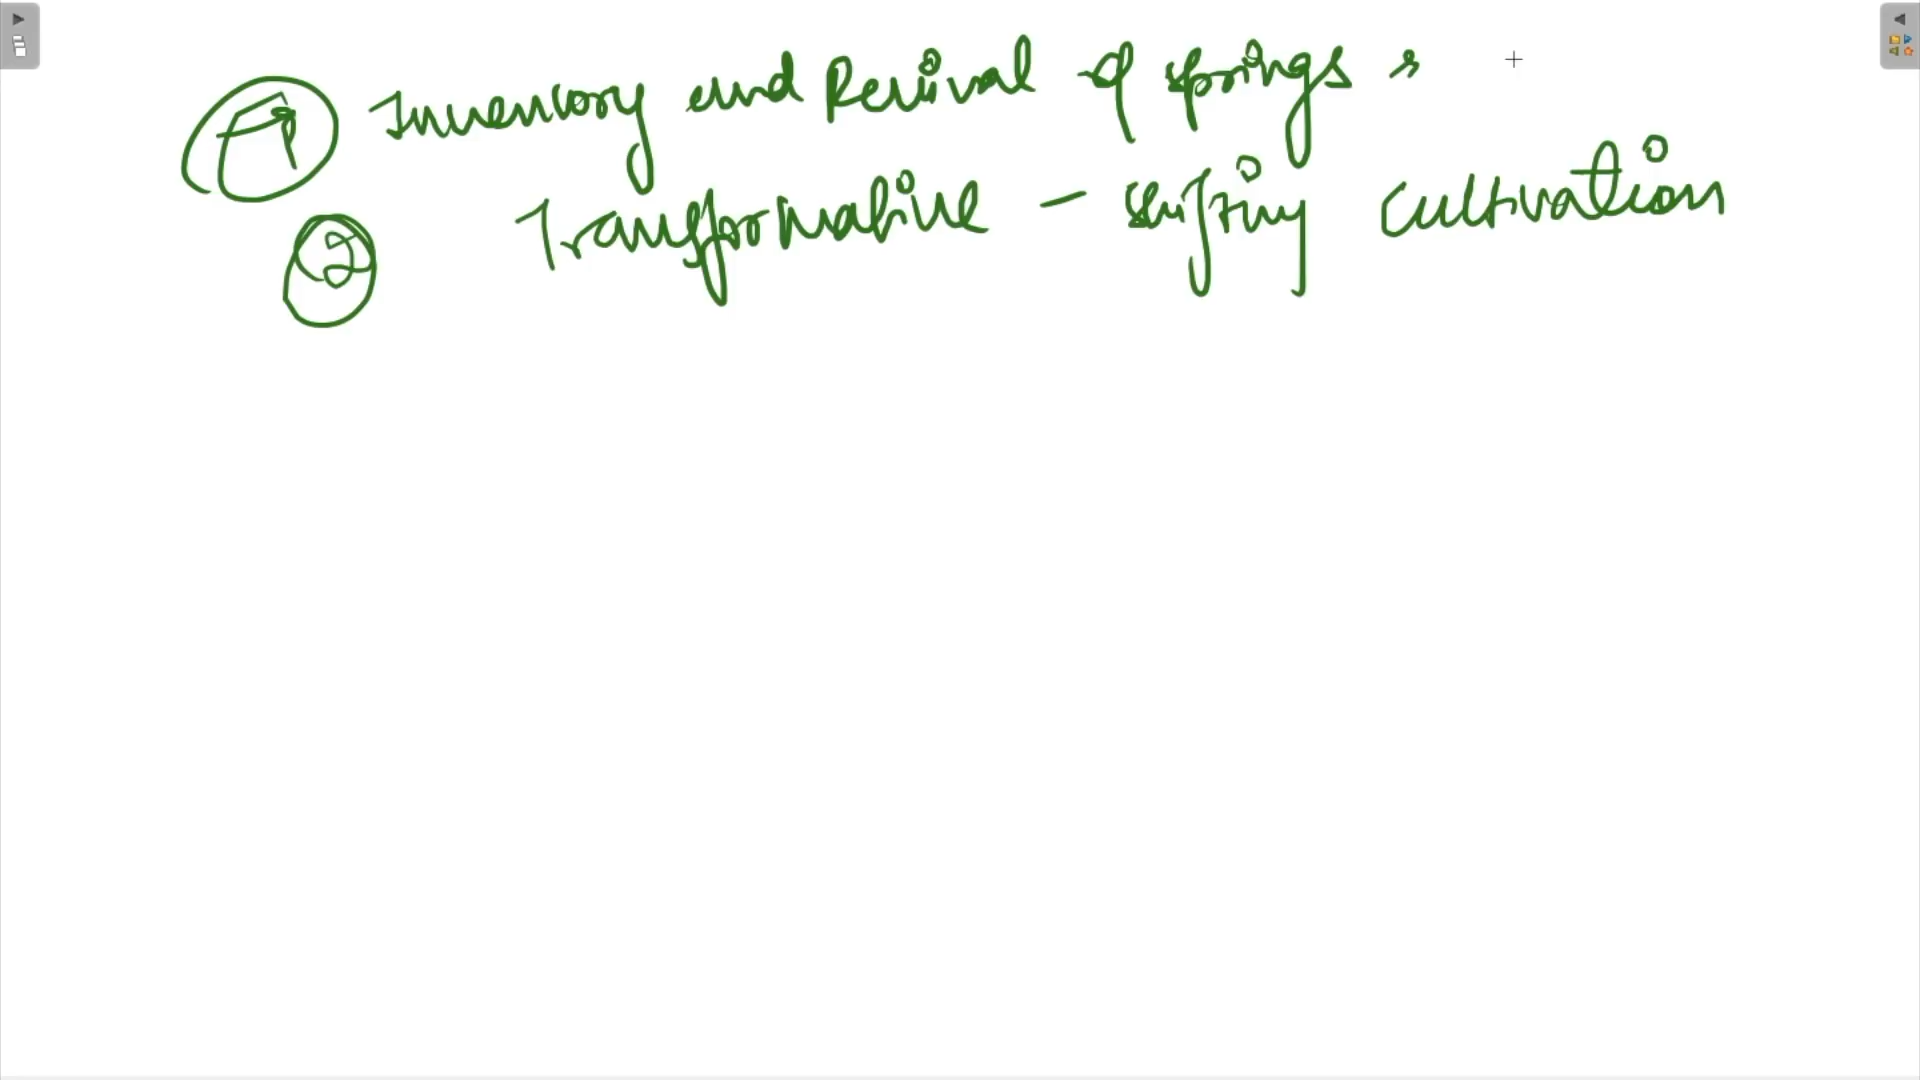 ① Inventory and Revival of springs
② Transformative - shifting cultivation